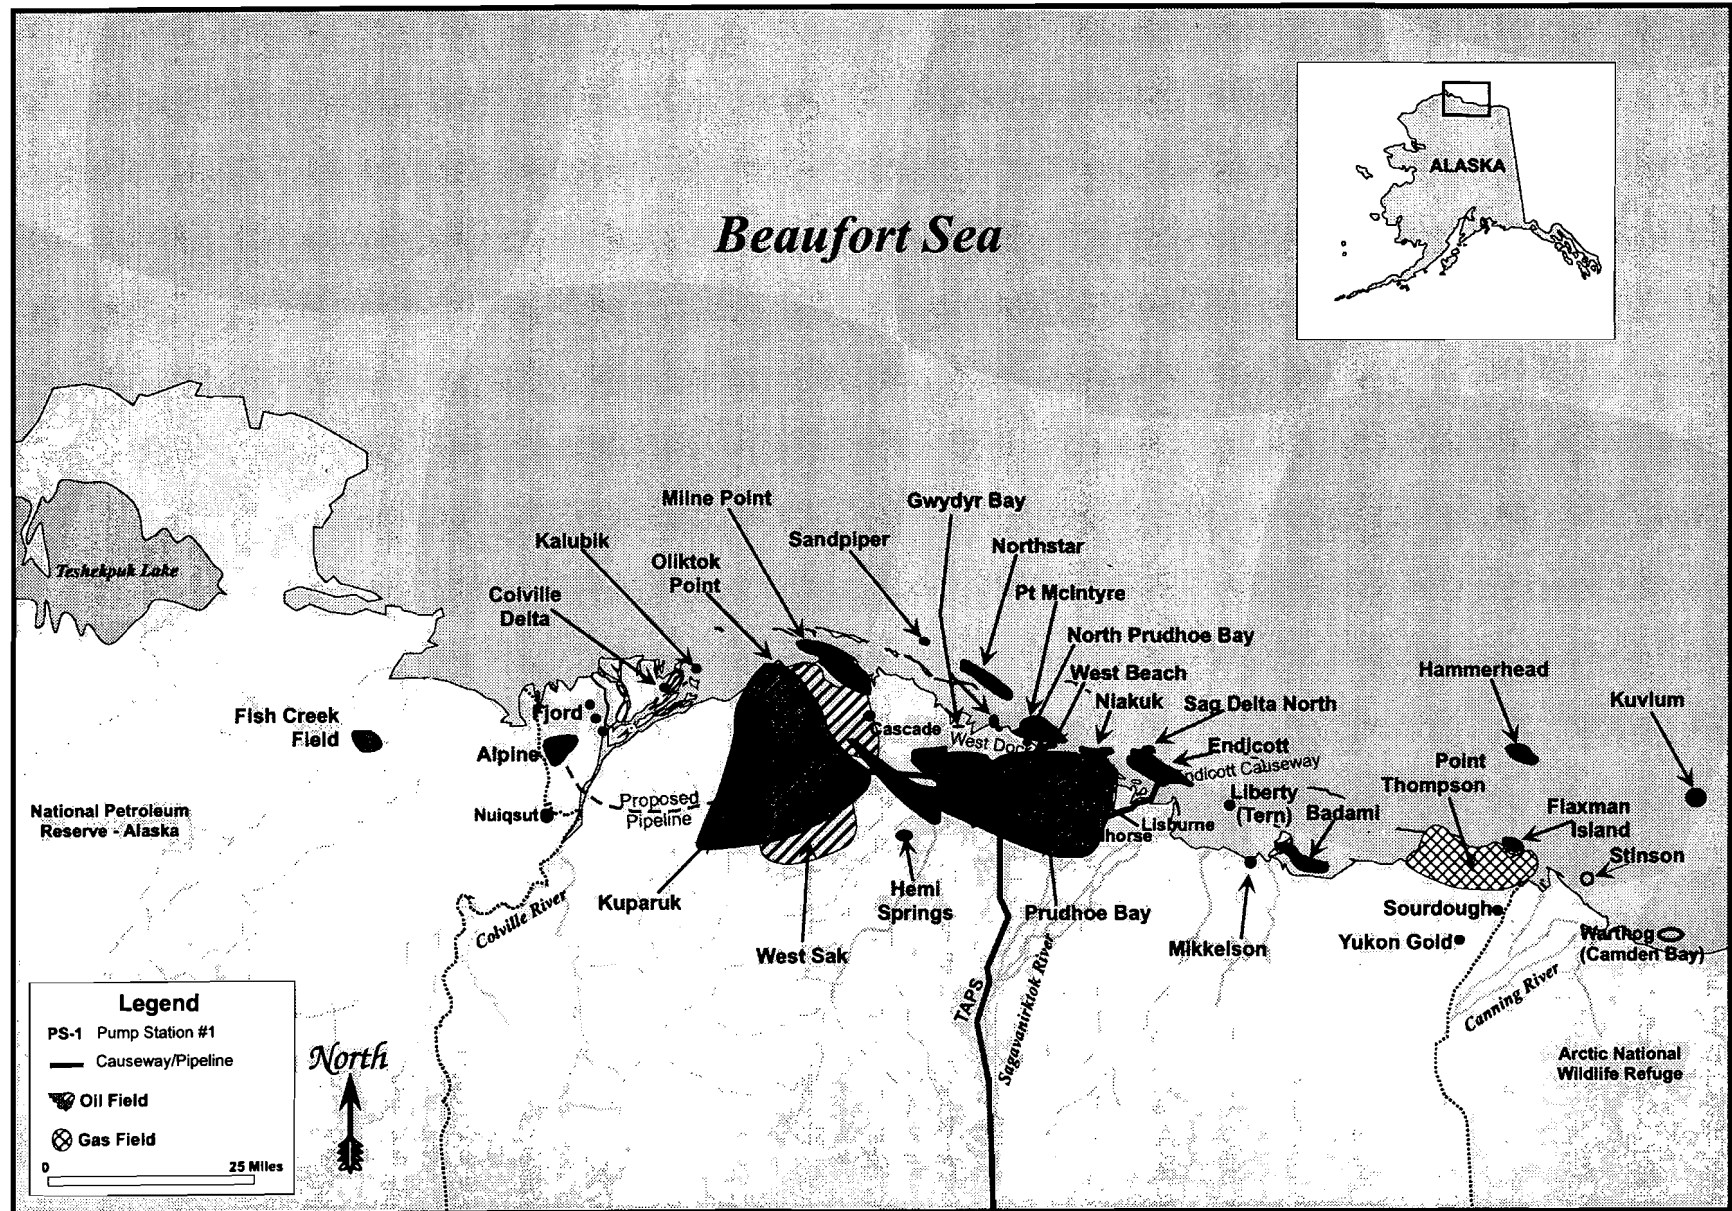 ALASKA
Beaufort Sea
Milne Point
Gwydyr Bay
Kalubik
Sandpiper
Northstar
Oliktok
Point
Teshekpuk Lake
Colville
Delta
Pt McIntyre
North Prudhoe Bay
West Beach
Hammerhead
Niakuk
Sag Delta North
Kuvlum
Fish Creek
Field
Fjord
Cascade
West Doc
Alpine
Endicott
ndicott Causeway
Point
Thompson
National Petroleum
Reserve - Alaska
Nuiqsut
Proposed
Pipeline
Liberty
(Tern)
Badami
Flaxman
Island
Lisburne
horse
Stinson
Kuparuk
Colville River
Hemi
Springs
Prudhoe Bay
Sourdough
West Sak
Mikkelson
Yukon Gold
Warthog
(Camden Bay)
TAPS
Sagavanirktok River
Canning River
Arctic National
Wildlife Refuge
Legend
PS-1 Pump Station #1
Causeway/Pipeline
Oil Field
Gas Field
0 25 Miles
North